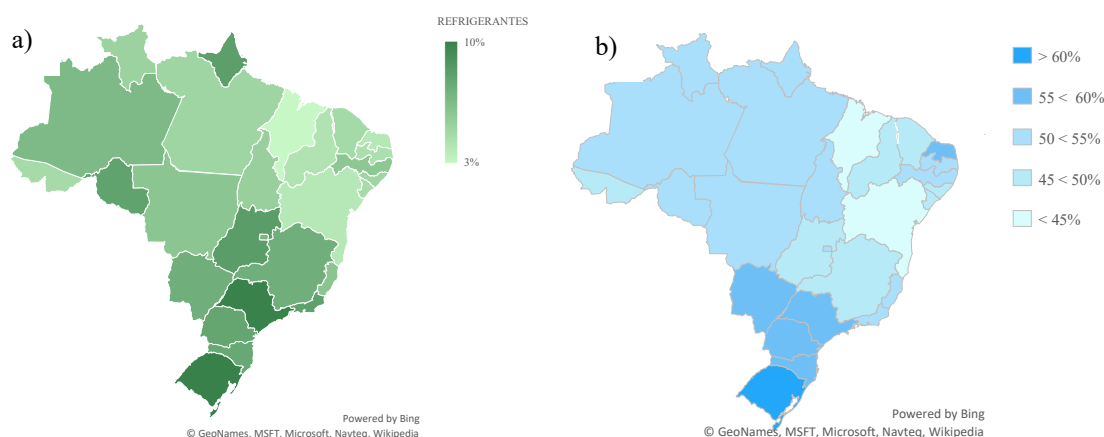 a)
REFRIGERANTES
10%
3%
Powered by Bing
© GeoNames, MSFT, Microsoft, Navteq, Wikipedia
b)
> 60%
55 < 60%
50 < 55%
45 < 50%
< 45%
Powered by Bing
© GeoNames, MSFT, Microsoft, Navteq, Wikipedia